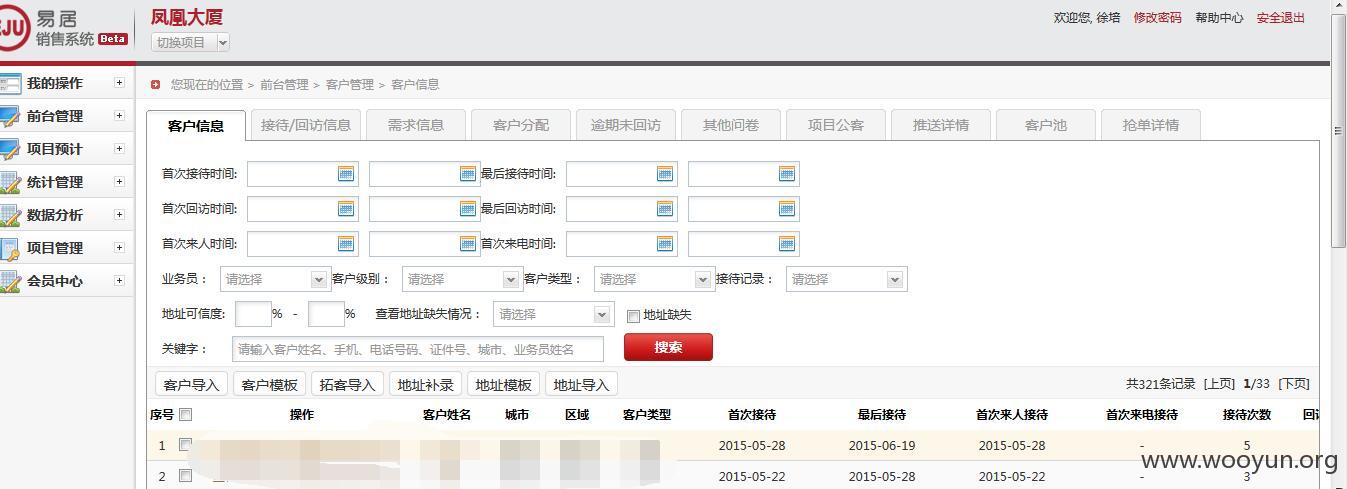 EJU 易居 销售系统 Beta
凤凰大厦
切换项目
欢迎您, 徐培 修改密码 帮助中心 安全退出
我的操作
前台管理
项目预计
统计管理
数据分析
项目管理
会员中心
您现在的位置 > 前台管理 > 客户管理 > 客户信息
客户信息 接待/回访信息 需求信息 客户分配 逾期未回访 其他问卷 项目公客 推送详情 客户池 抢单详情
首次接待时间: 最后接待时间:
首次回访时间: 最后回访时间:
首次来人时间: 首次来电时间:
业务员： 请选择 客户级别： 请选择 客户类型： 请选择 接待记录： 请选择
地址可信度: % - % 查看地址缺失情况： 请选择 地址缺失
关键字： 请输入客户姓名、手机、电话号码、证件号、城市、业务员姓名 搜索
客户导入 客户模板 拓客导入 地址补录 地址模板 地址导入 共321条记录 [上页] 1/33 [下页]
序号 操作 客户姓名 城市 区域 客户类型 首次接待 最后接待 首次来人接待 首次来电接待 接待次数
1 2015-05-28 2015-06-19 2015-05-28 - 5
2 2015-05-22 2015-05-28 2015-05-22 - 3
www.wooyun.org